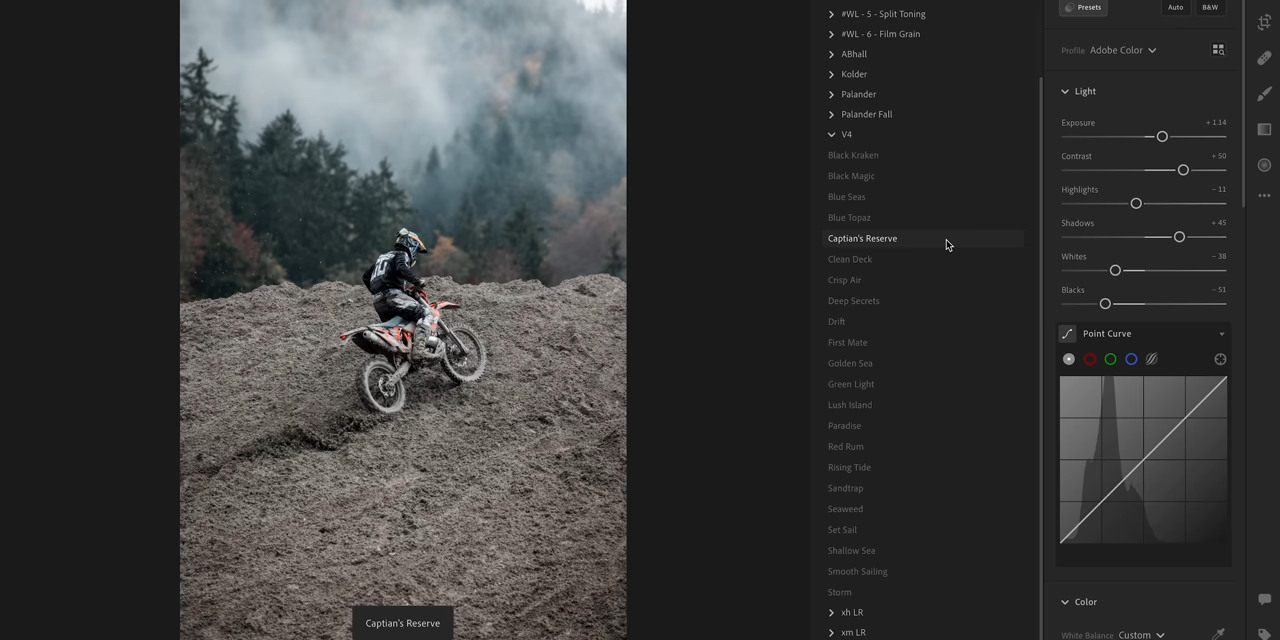 #WL - 5 - Split Toning
#WL - 6 - Film Grain
ABhall
Kolder
Palander
Palander Fall
V4
Black Kraken
Black Magic
Blue Seas
Blue Topaz
Captian's Reserve
Clean Deck
Crisp Air
Deep Secrets
Drift
First Mate
Golden Sea
Green Light
Lush Island
Paradise
Red Rum
Rising Tide
Sandtrap
Seaweed
Set Sail
Shallow Sea
Smooth Sailing
Storm
xh LR
xm LR
Presets
Auto
B&W
Profile Adobe Color
Light
Exposure + 1.14
Contrast + 50
Highlights − 11
Shadows + 45
Whites − 38
Blacks − 51
Point Curve
Color
White Balance Custom
Captian's Reserve